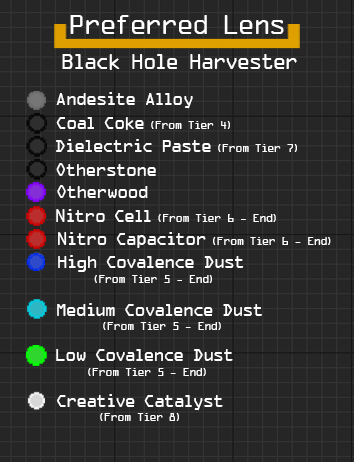 Preferred Lens
Black Hole Harvester
Andesite Alloy
Coal Coke (From Tier 4)
Dielectric Paste (From Tier 7)
Otherstone
Otherwood
Nitro Cell (From Tier 6 - End)
Nitro Capacitor (From Tier 6 - End)
High Covalence Dust
(From Tier 5 - End)
Medium Covalence Dust
(From Tier 5 - End)
Low Covalence Dust
(From Tier 5 - End)
Creative Catalyst
(From Tier 8)